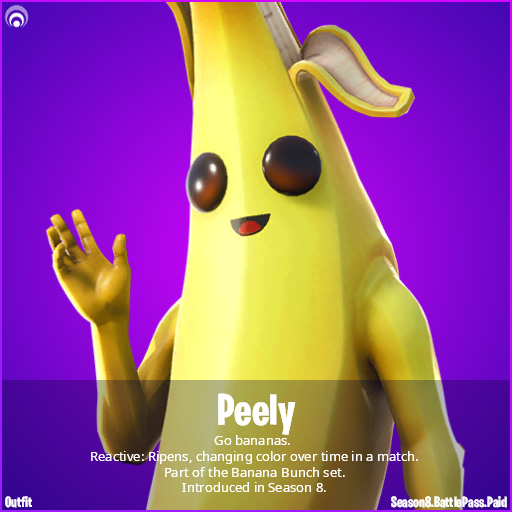 Peely
Go bananas.
Reactive: Ripens, changing color over time in a match.
Part of the Banana Bunch set.
Introduced in Season 8.
Outfit
Season8.BattlePass.Paid